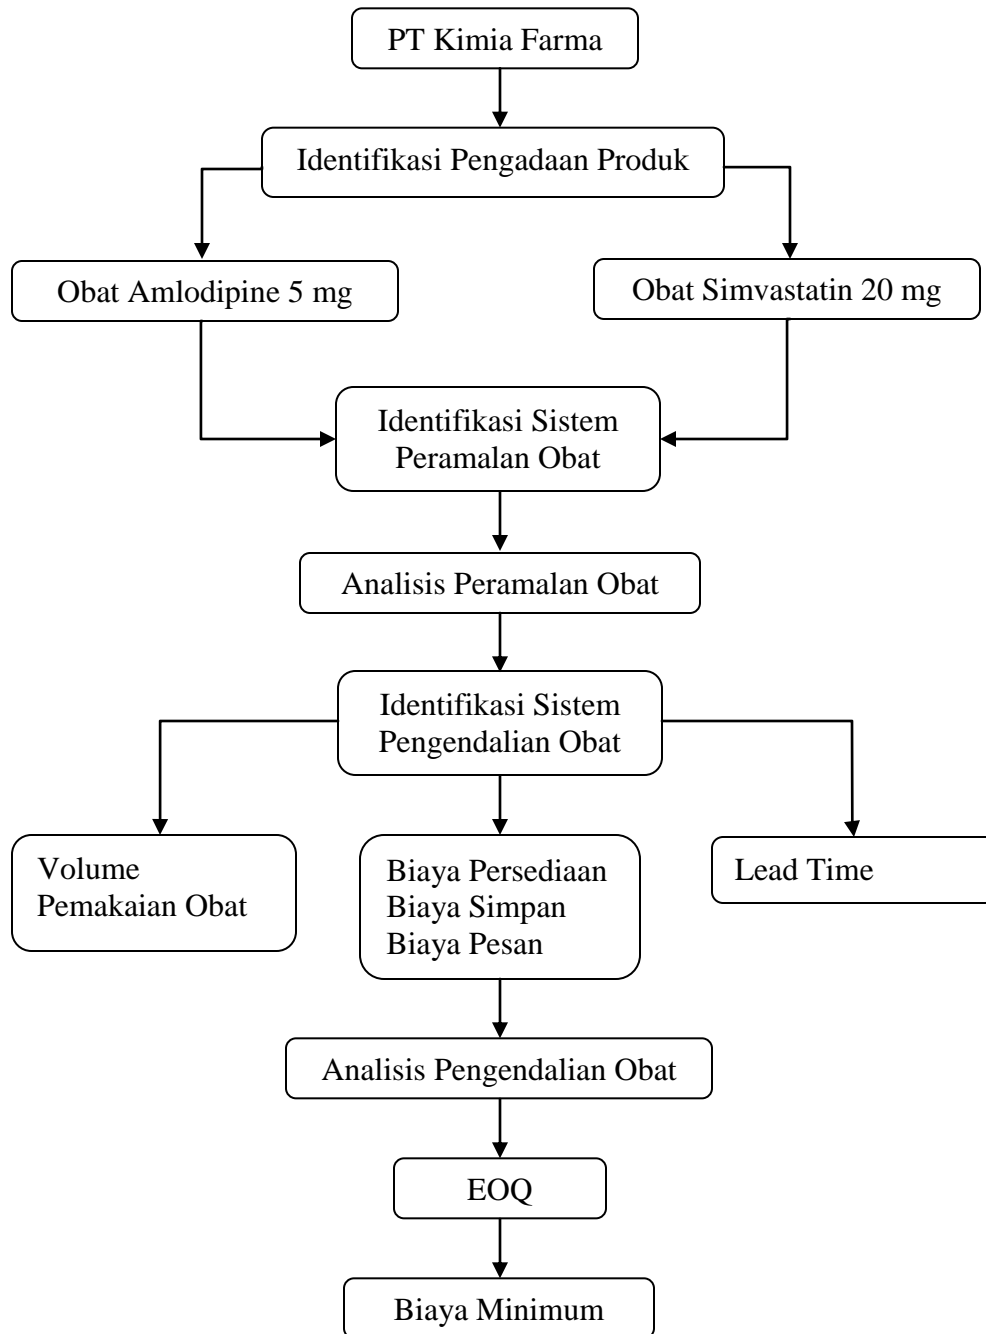 PT Kimia Farma
Identifikasi Pengadaan Produk
Obat Amlodipine 5 mg
Obat Simvastatin 20 mg
Identifikasi Sistem
Peramalan Obat
Analisis Peramalan Obat
Identifikasi Sistem
Pengendalian Obat
Volume
Pemakaian Obat
Biaya Persediaan
Biaya Simpan
Biaya Pesan
Lead Time
Analisis Pengendalian Obat
EOQ
Biaya Minimum